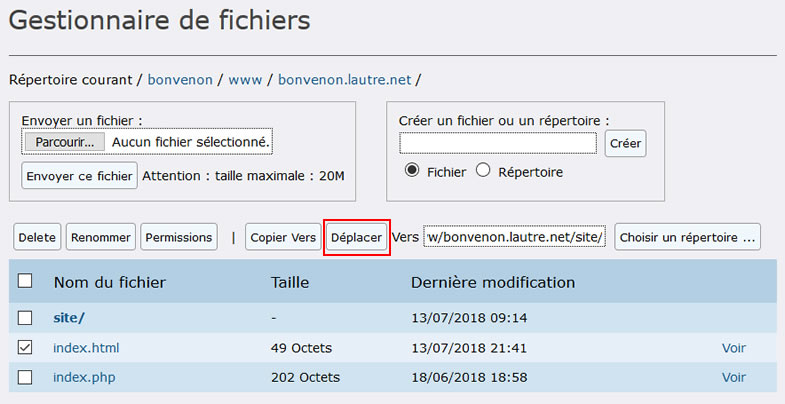 Gestionnaire de fichiers
Répertoire courant / bonvenon / www / bonvenon.lautre.net /
Envoyer un fichier :
Parcourir... Aucun fichier sélectionné.
Envoyer ce fichier Attention : taille maximale : 20M
Créer un fichier ou un répertoire :
Créer
Fichier Répertoire
Delete Renommer Permissions | Copier Vers Déplacer Vers w/bonvenon.lautre.net/site/ Choisir un répertoire ...
Nom du fichier Taille Dernière modification
site/ - 13/07/2018 09:14
index.html 49 Octets 13/07/2018 21:41 Voir
index.php 202 Octets 18/06/2018 18:58 Voir